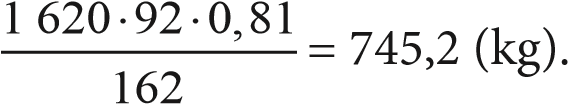 1 620·92·0,81
162
= 745,2 (kg).